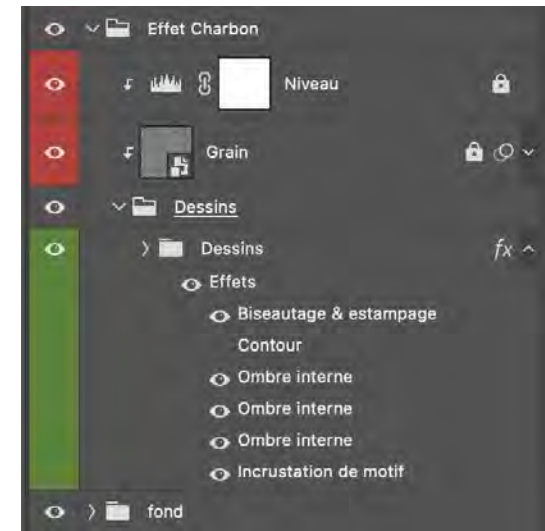 Effet Charbon
Niveau
Grain
Dessins
Dessins fx
Effets
Biseautage & estampage
Contour
Ombre interne
Ombre interne
Ombre interne
Incrustation de motif
fond